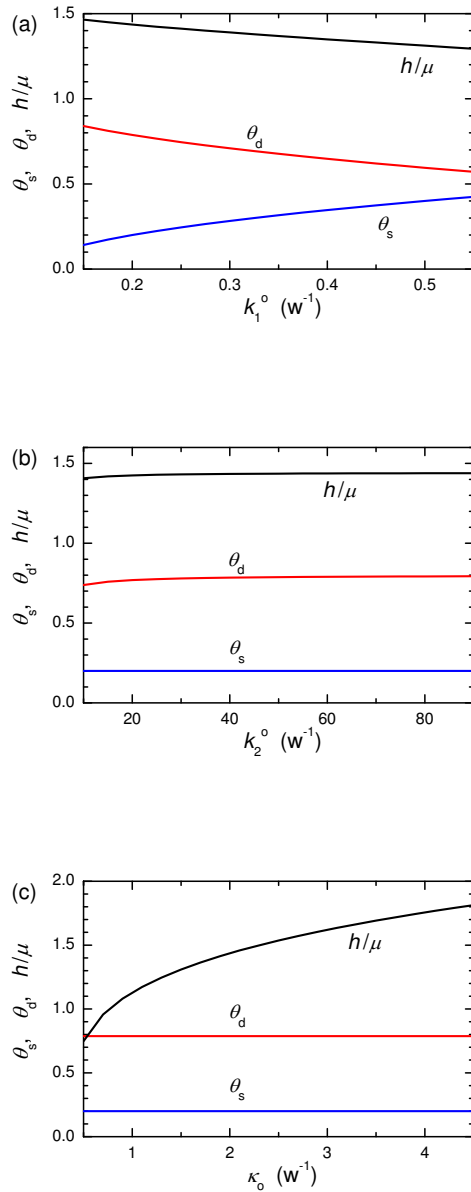 (a)
1.5
h/μ
1.0
θd
0.5
θs
0.0
θs, θd, h/μ
0.2 0.3 0.4 0.5
k1o (w-1)
(b)
1.5
h/μ
1.0
θd
0.5
θs
0.0
θs, θd, h/μ
20 40 60 80
k2o (w-1)
(c)
2.0
1.5
h/μ
1.0
θd
0.5
θs
0.0
θs, θd, h/μ
1 2 3 4
κo (w-1)